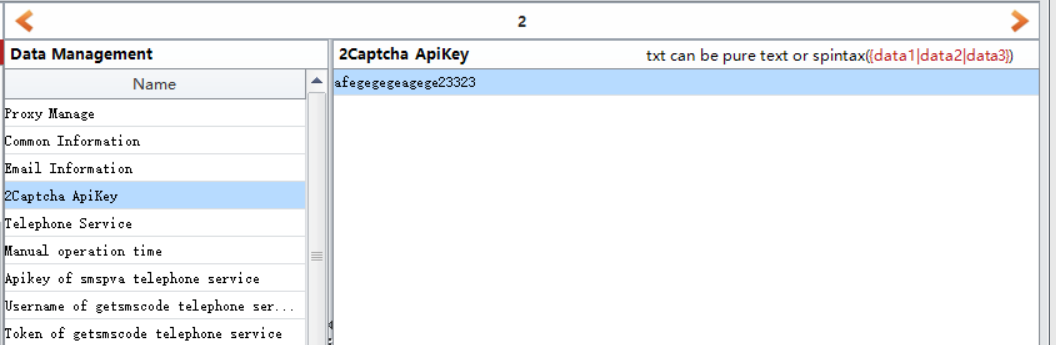 2
Data Management
2Captcha ApiKey
txt can be pure text or spintax({data1|data2|data3})
Name
afegegegeagege23323
Proxy Manage
Common Information
Email Information
2Captcha ApiKey
Telephone Service
Manual operation time
Apikey of smspva telephone service
Username of getsmscode telephone ser...
Token of getsmscode telephone service